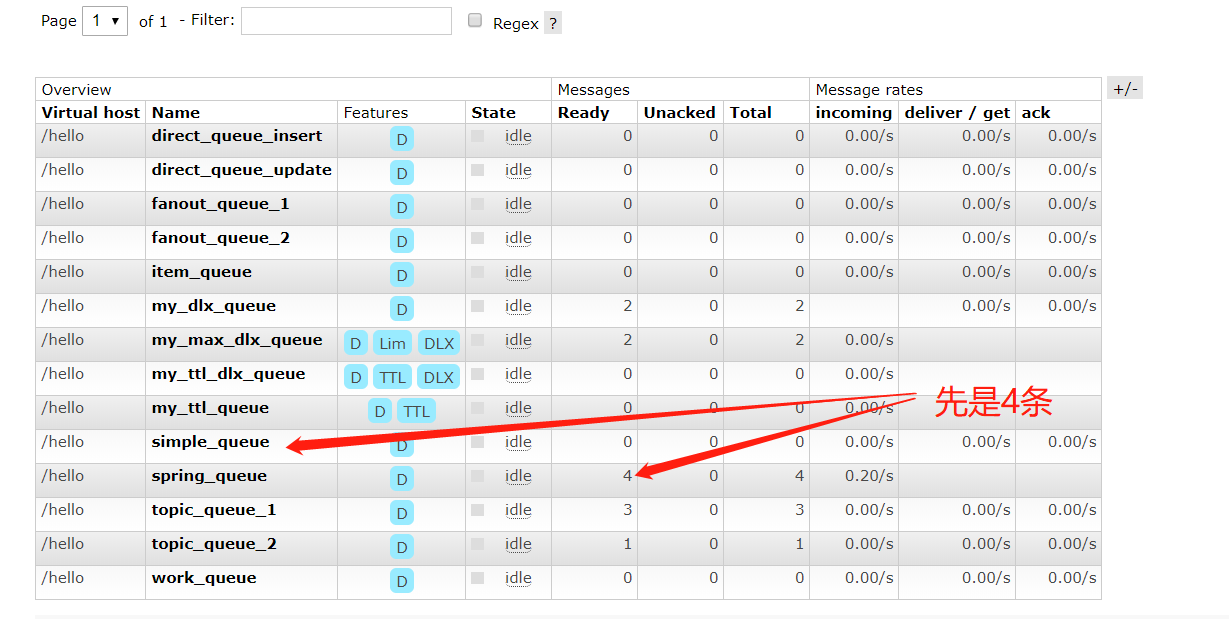 Page 1 ▾ of 1 - Filter: Regex ?
+/-
Overview Messages Message rates
Virtual host Name Features State Ready Unacked Total incoming deliver / get ack
/hello direct_queue_insert D idle 0 0 0 0.00/s 0.00/s 0.00/s
/hello direct_queue_update D idle 0 0 0 0.00/s 0.00/s 0.00/s
/hello fanout_queue_1 D idle 0 0 0 0.00/s 0.00/s 0.00/s
/hello fanout_queue_2 D idle 0 0 0 0.00/s 0.00/s 0.00/s
/hello item_queue D idle 0 0 0 0.00/s 0.00/s 0.00/s
/hello my_dlx_queue D idle 2 0 2 0.00/s 0.00/s
/hello my_max_dlx_queue D Lim DLX idle 2 0 2 0.00/s
/hello my_ttl_dlx_queue D TTL DLX idle 0 0 0 0.00/s
/hello my_ttl_queue D TTL idle 0 0 0 0.00/s
先是4条
/hello simple_queue D idle 0 0 0 0.00/s 0.00/s 0.00/s
/hello spring_queue D idle 4 0 4 0.20/s
/hello topic_queue_1 D idle 3 0 3 0.00/s 0.00/s 0.00/s
/hello topic_queue_2 D idle 1 0 1 0.00/s 0.00/s 0.00/s
/hello work_queue D idle 0 0 0 0.00/s 0.00/s 0.00/s